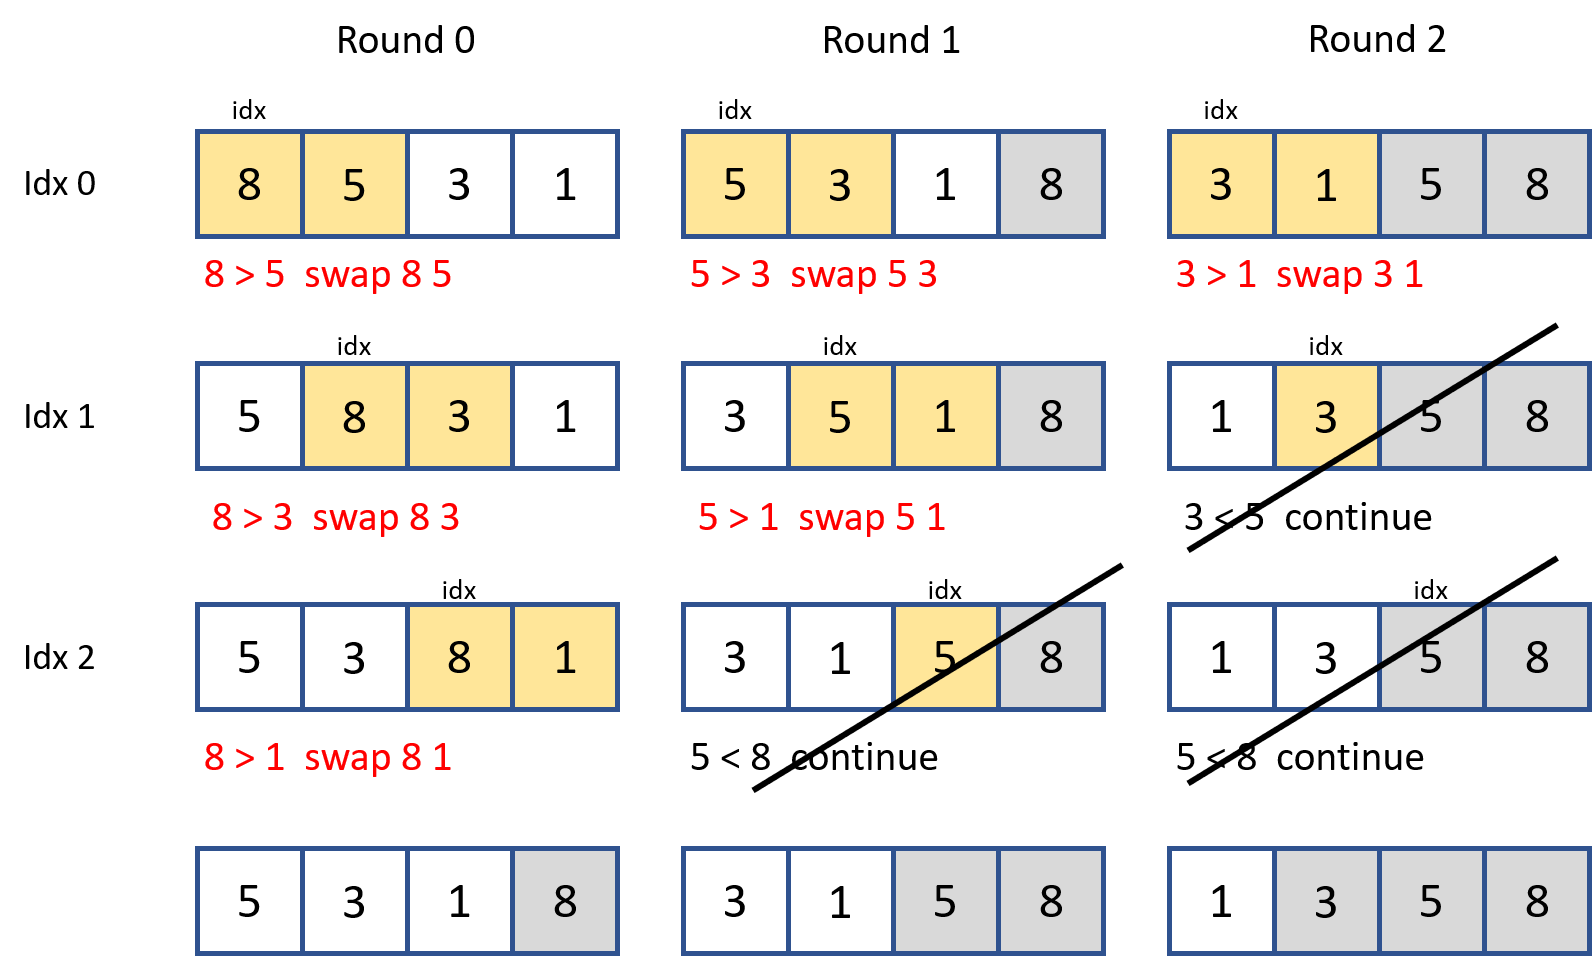 Round 0 Round 1 Round 2
idx idx idx
Idx 0 8 5 3 1 5 3 1 8 3 1 5 8
8 > 5 swap 8 5 5 > 3 swap 5 3 3 > 1 swap 3 1
idx idx idx
Idx 1 5 8 3 1 3 5 1 8 1 3 5 8
8 > 3 swap 8 3 5 > 1 swap 5 1 3 < 5 continue
idx idx idx
Idx 2 5 3 8 1 3 1 5 8 1 3 5 8
8 > 1 swap 8 1 5 < 8 continue 5 < 8 continue
5 3 1 8 3 1 5 8 1 3 5 8